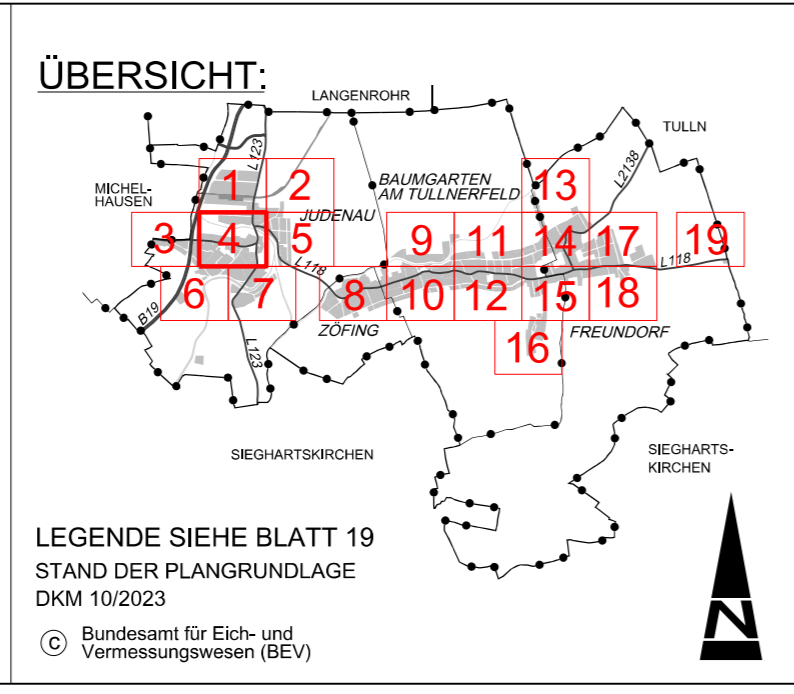 ÜBERSICHT:
LANGENROHR
TULLN
L123
L2138
MICHEL-
HAUSEN
BAUMGARTEN
AM TULLNERFELD
JUDENAU
1
2
13
3
4
5
9
11
14
17
19
L118
L118
6
7
8
10
12
15
18
B19
L123
ZÖFING
FREUNDORF
16
SIEGHARTSKIRCHEN
SIEGHARTS-
KIRCHEN
LEGENDE SIEHE BLATT 19
STAND DER PLANGRUNDLAGE
DKM 10/2023
© Bundesamt für Eich- und
Vermessungswesen (BEV)
N